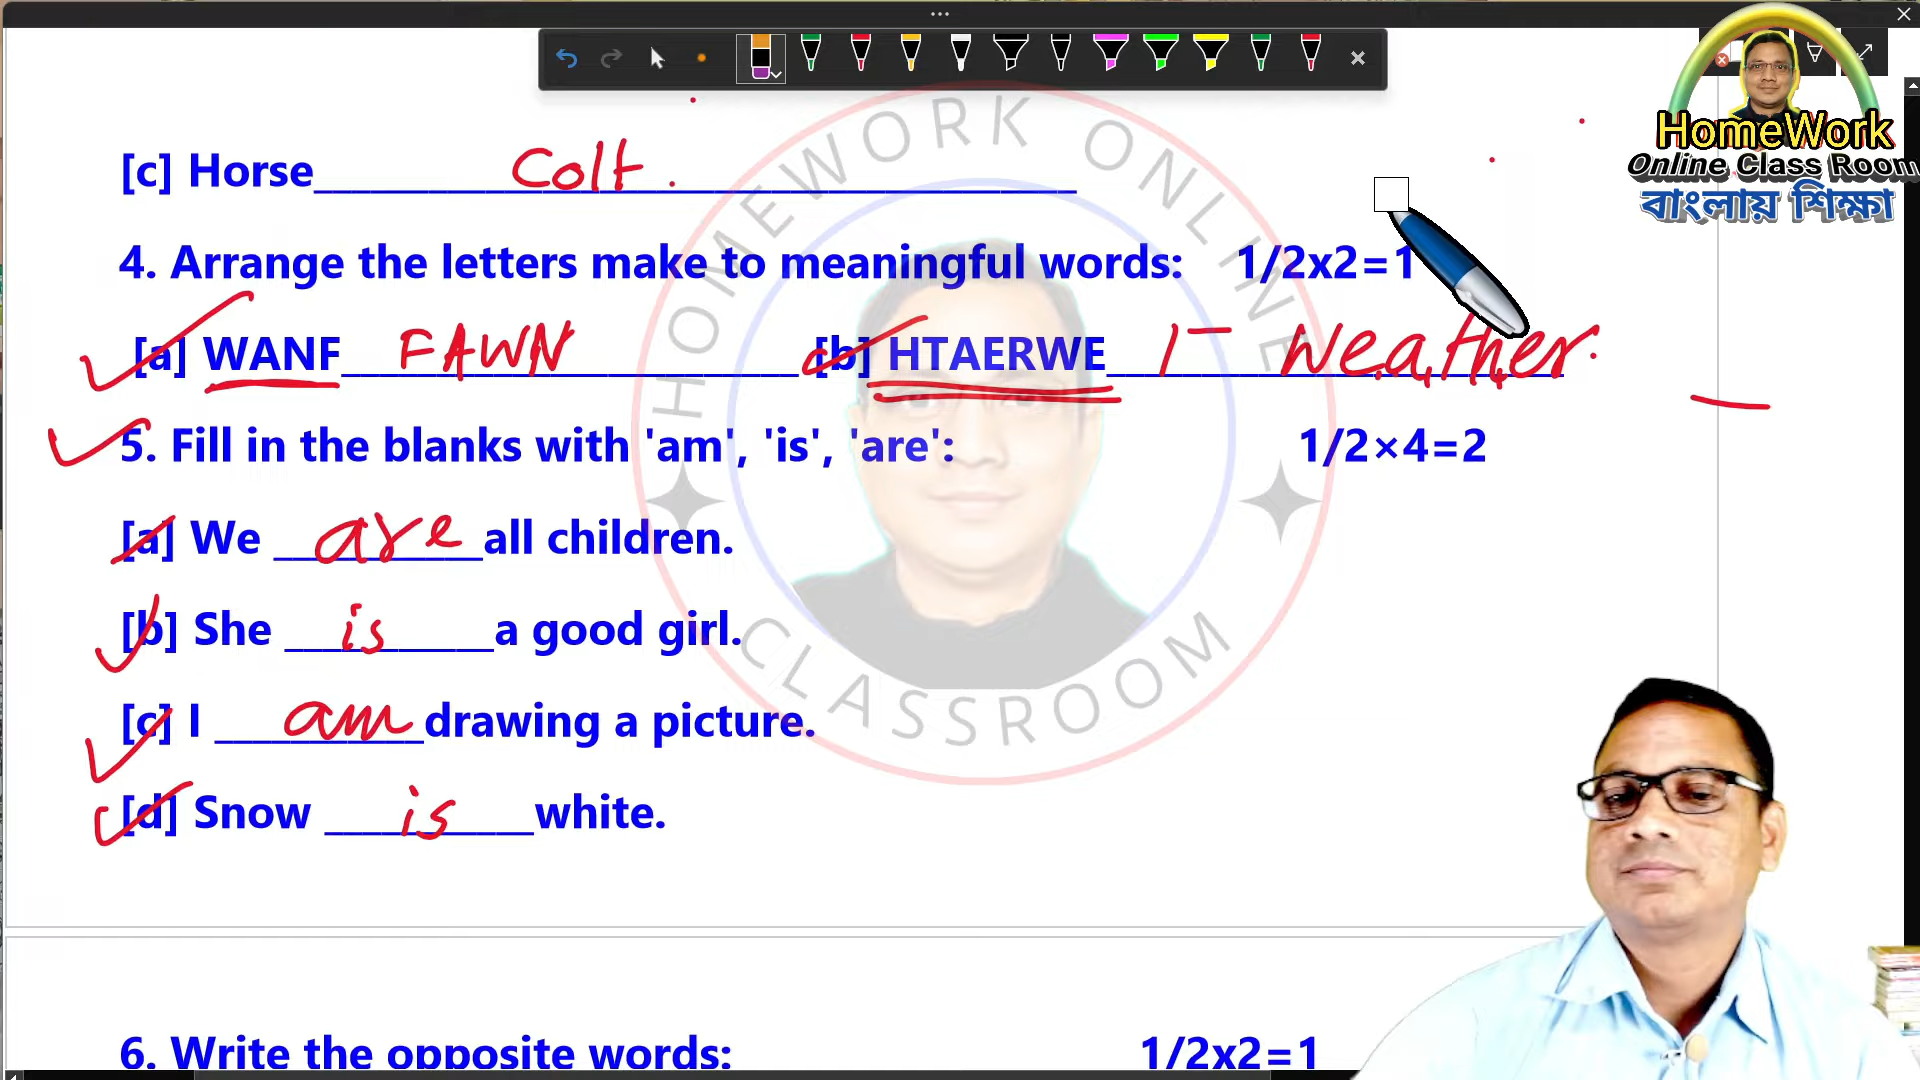 HomeWork
Online Class Room
বাংলায় শিক্ষা
HOMEWORK ONLINE
CLASSROOM
[c] Horse Colt.
4. Arrange the letters make to meaningful words: 1/2x2=1
[a] WANF FAWN [b] HTAERWE Weather.
5. Fill in the blanks with 'am', 'is', 'are': 1/2×4=2
[a] We are all children.
[b] She is a good girl.
[c] I am drawing a picture.
[d] Snow is white.
6. Write the opposite words: 1/2x2=1